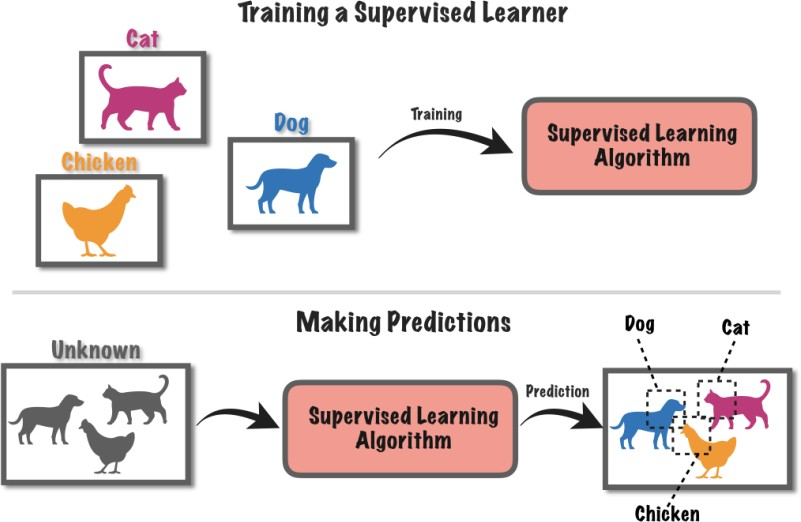 Training a Supervised Learner
Cat
Dog
Chicken
Training
Supervised Learning
Algorithm
Making Predictions
Unknown
Supervised Learning
Algorithm
Prediction
Dog
Cat
Chicken